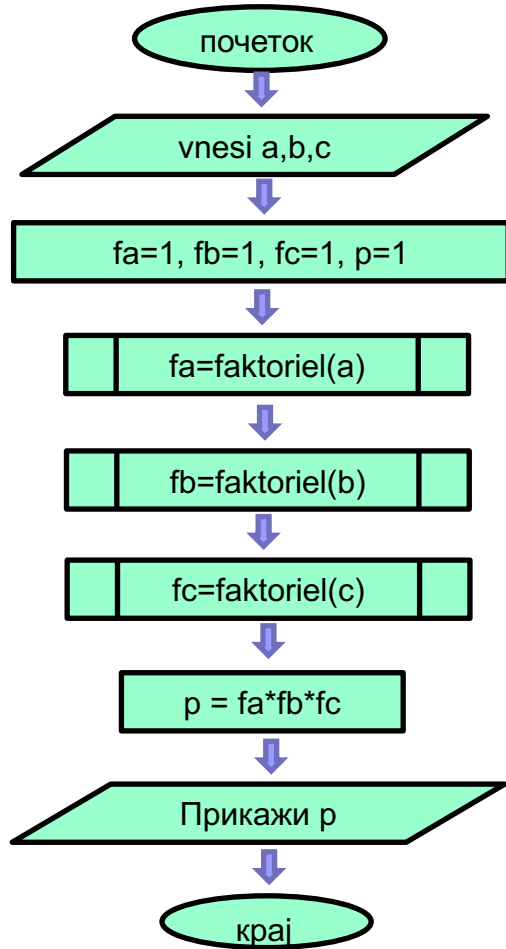 почеток
vnesi a,b,c
fa=1, fb=1, fc=1, p=1
fa=faktoriel(a)
fb=faktoriel(b)
fc=faktoriel(c)
p = fa*fb*fc
Прикажи p
крај